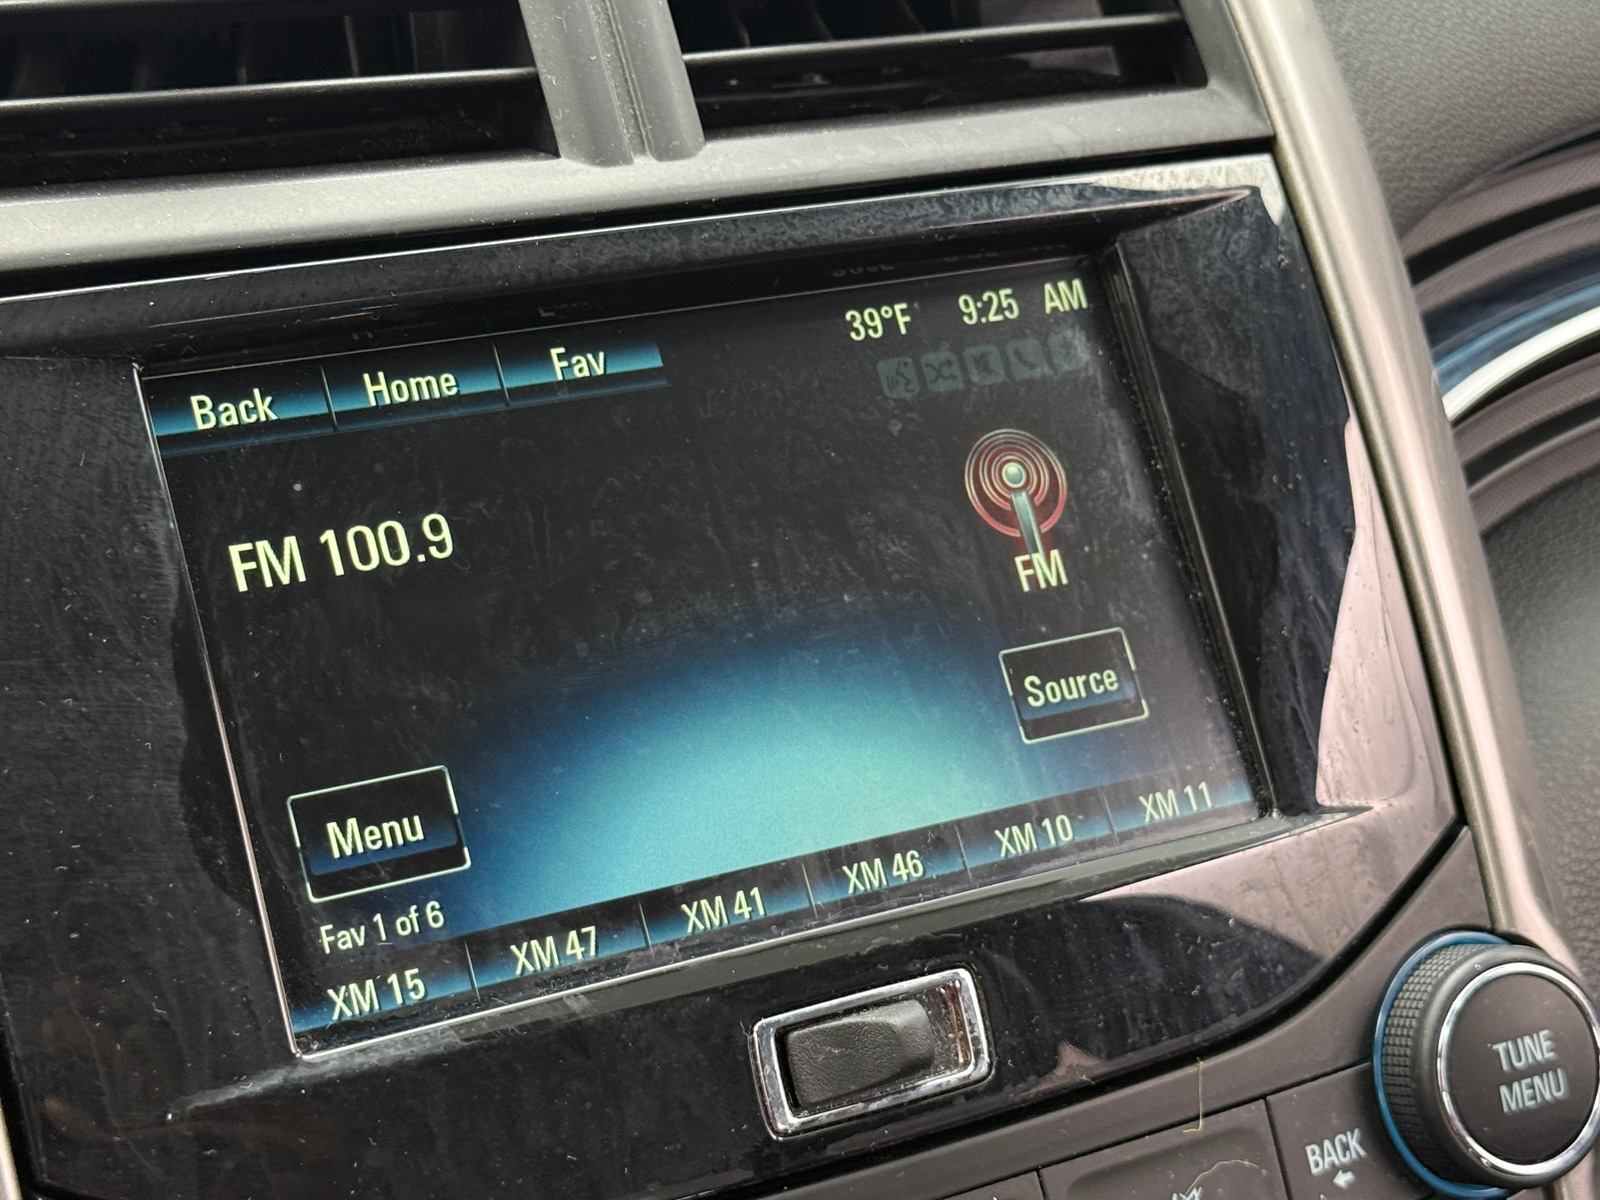 39°F 9:25 AM
Back Home Fav
FM 100.9
FM
Source
Menu
Fav 1 of 6
XM 15 XM 47 XM 41 XM 46 XM 10 XM 11
TUNE
MENU
BACK